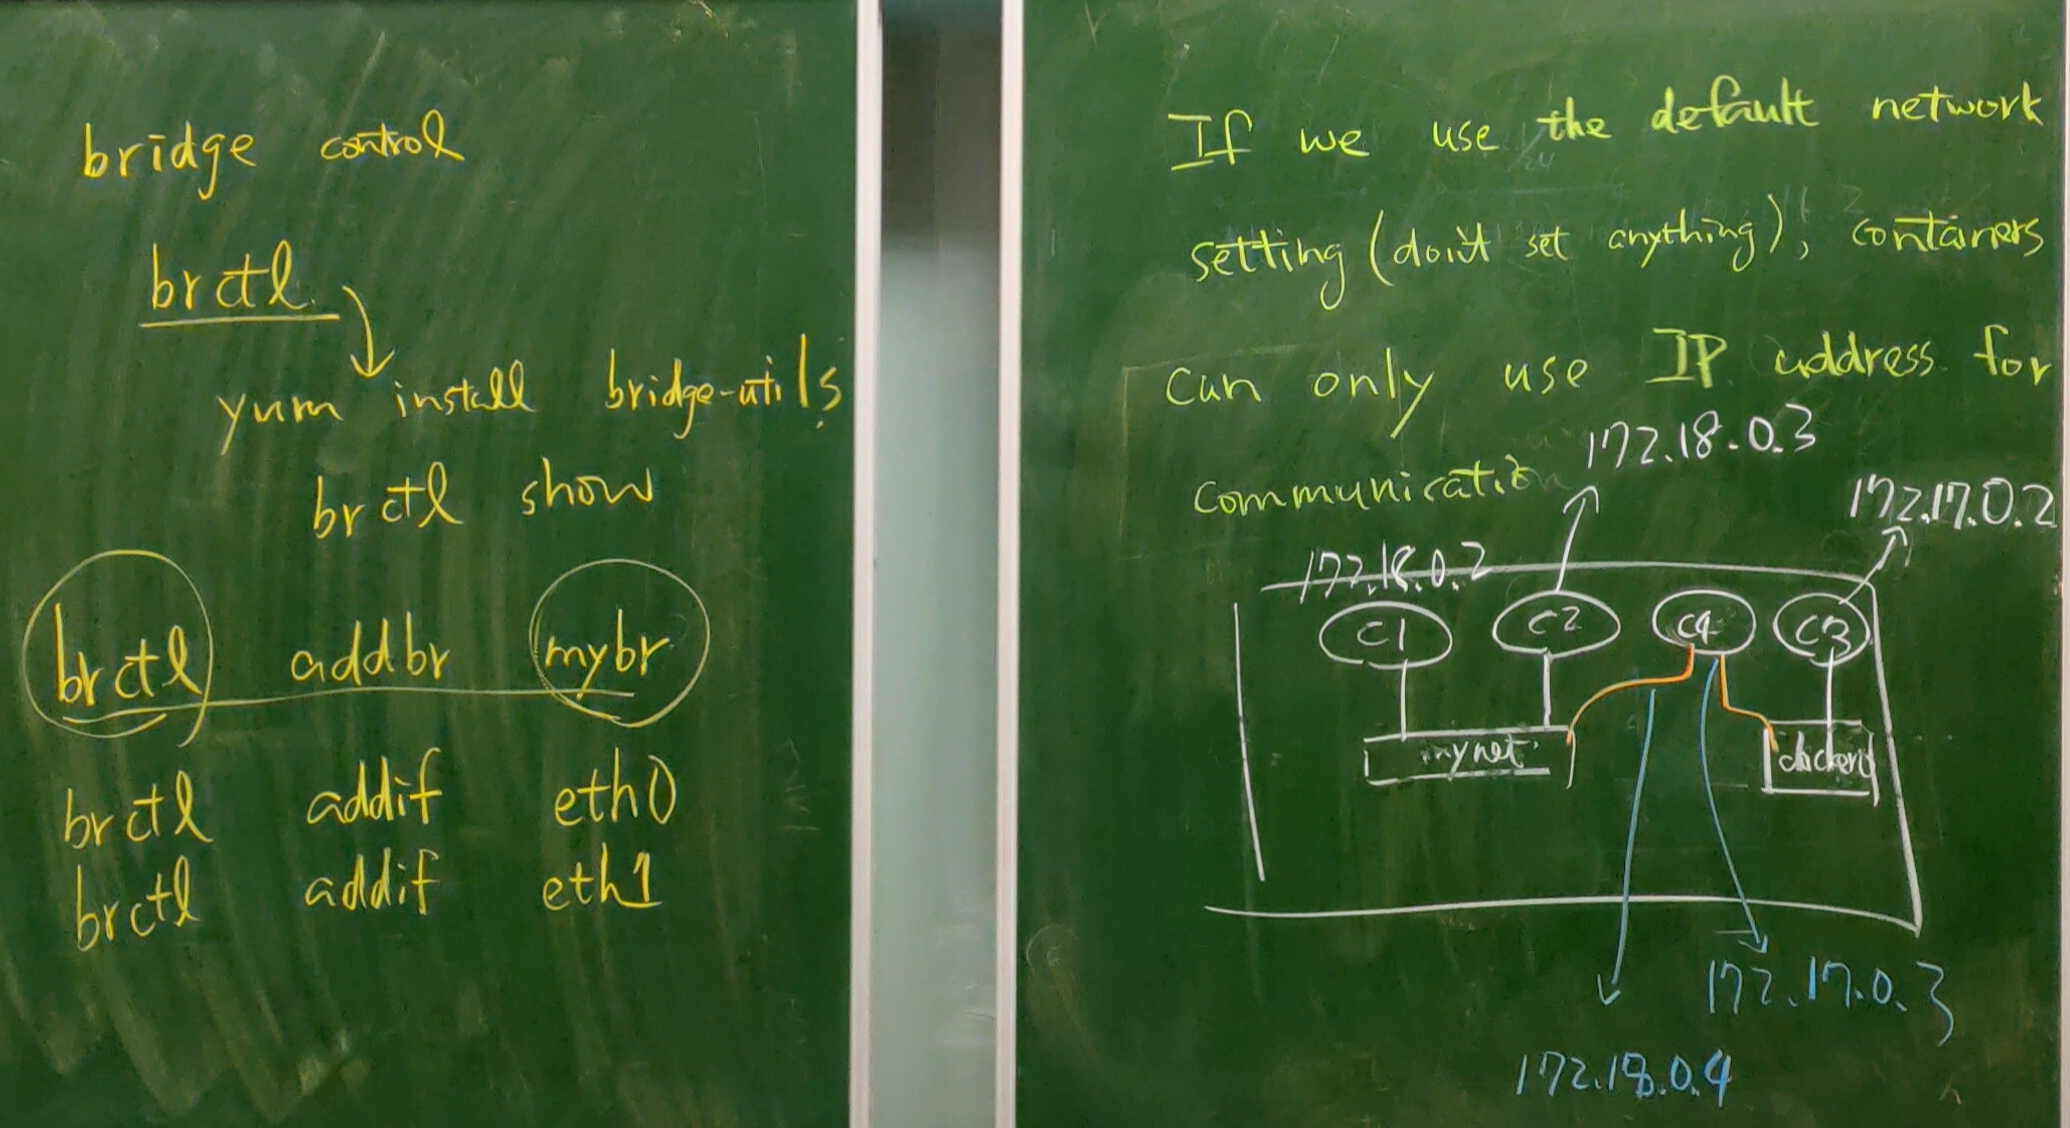 bridge control
brctl
yum install bridge-utils
brctl show
brctl addbr mybr
brctl addif eth0
brctl addif eth1
If we use the default network
setting (don't set anything), containers
can only use IP address for
communication
172.18.0.3
172.17.0.2
172.18.0.2
C1 C2 C4 C3
mynet docker0
172.17.0.3
172.18.0.4